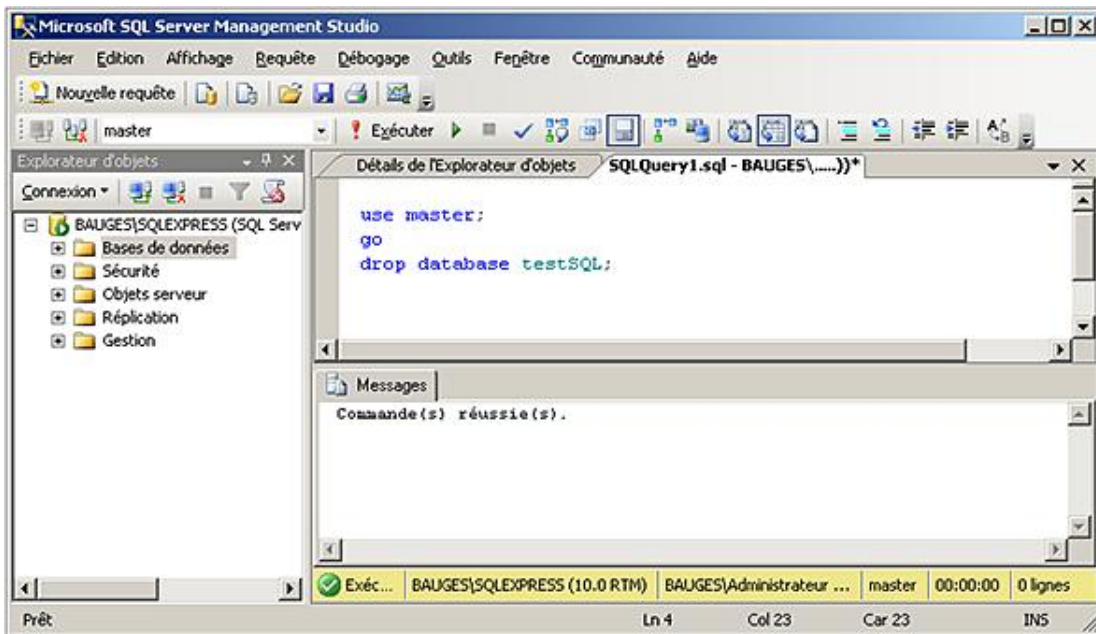 Microsoft SQL Server Management Studio
Fichier Edition Affichage Requête Débogage Outils Fenêtre Communauté Aide
Nouvelle requête
master Exécuter
Explorateur d'objets
Connexion
BAUGES\SQLEXPRESS (SQL Serv
Bases de données
Sécurité
Objets serveur
Réplication
Gestion
Détails de l'Explorateur d'objets SQLQuery1.sql - BAUGES\.....))*
use master;
go
drop database testSQL;
Messages
Commande(s) réussie(s).
Exéc... BAUGES\SQLEXPRESS (10.0 RTM) BAUGES\Administrateur ... master 00:00:00 0 lignes
Prêt Ln 4 Col 23 Car 23 INS